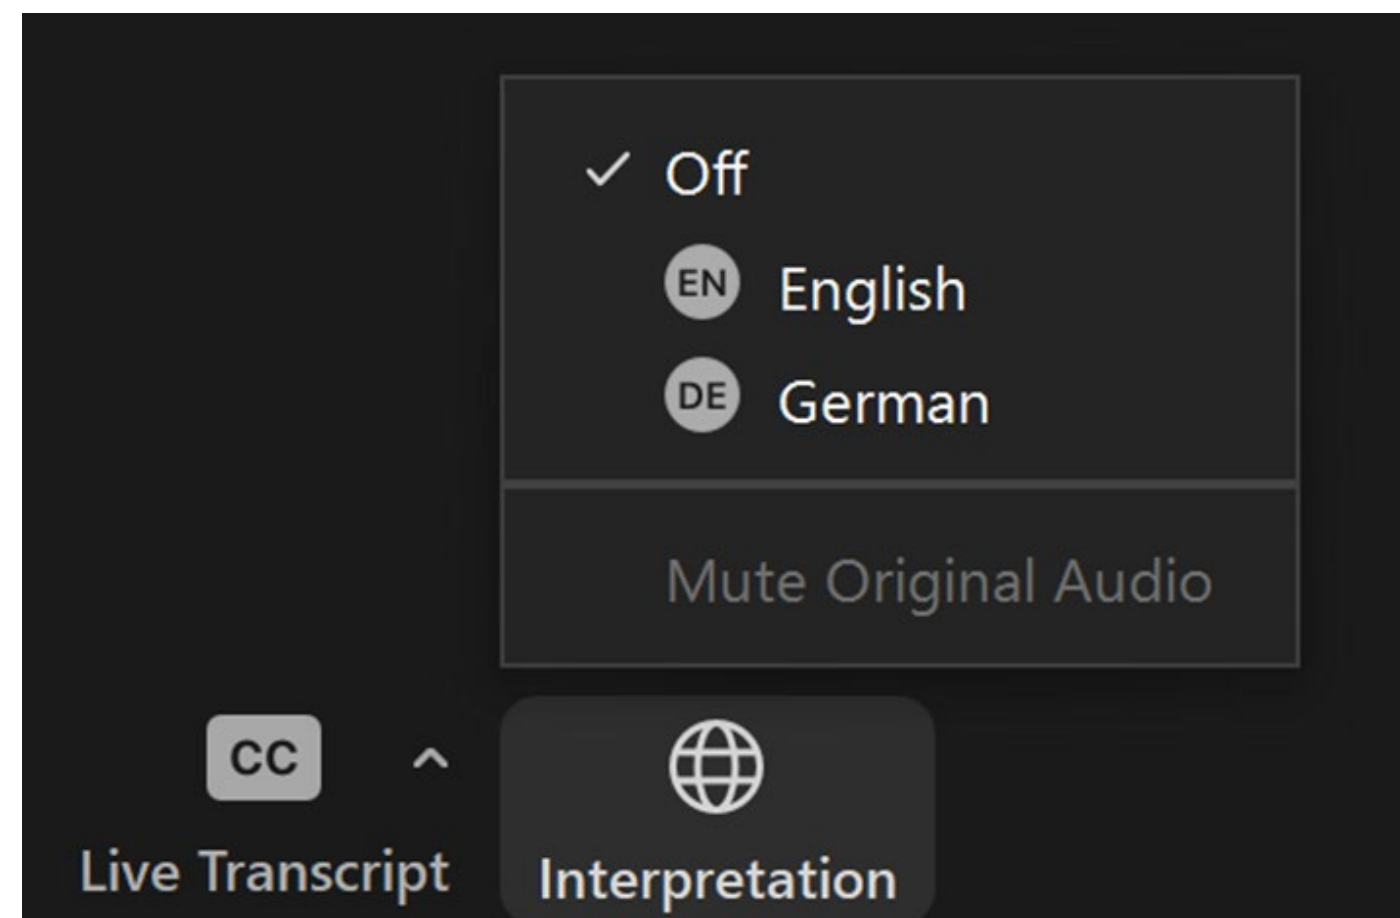 Off
EN English
DE German
Mute Original Audio
CC
Live Transcript
Interpretation